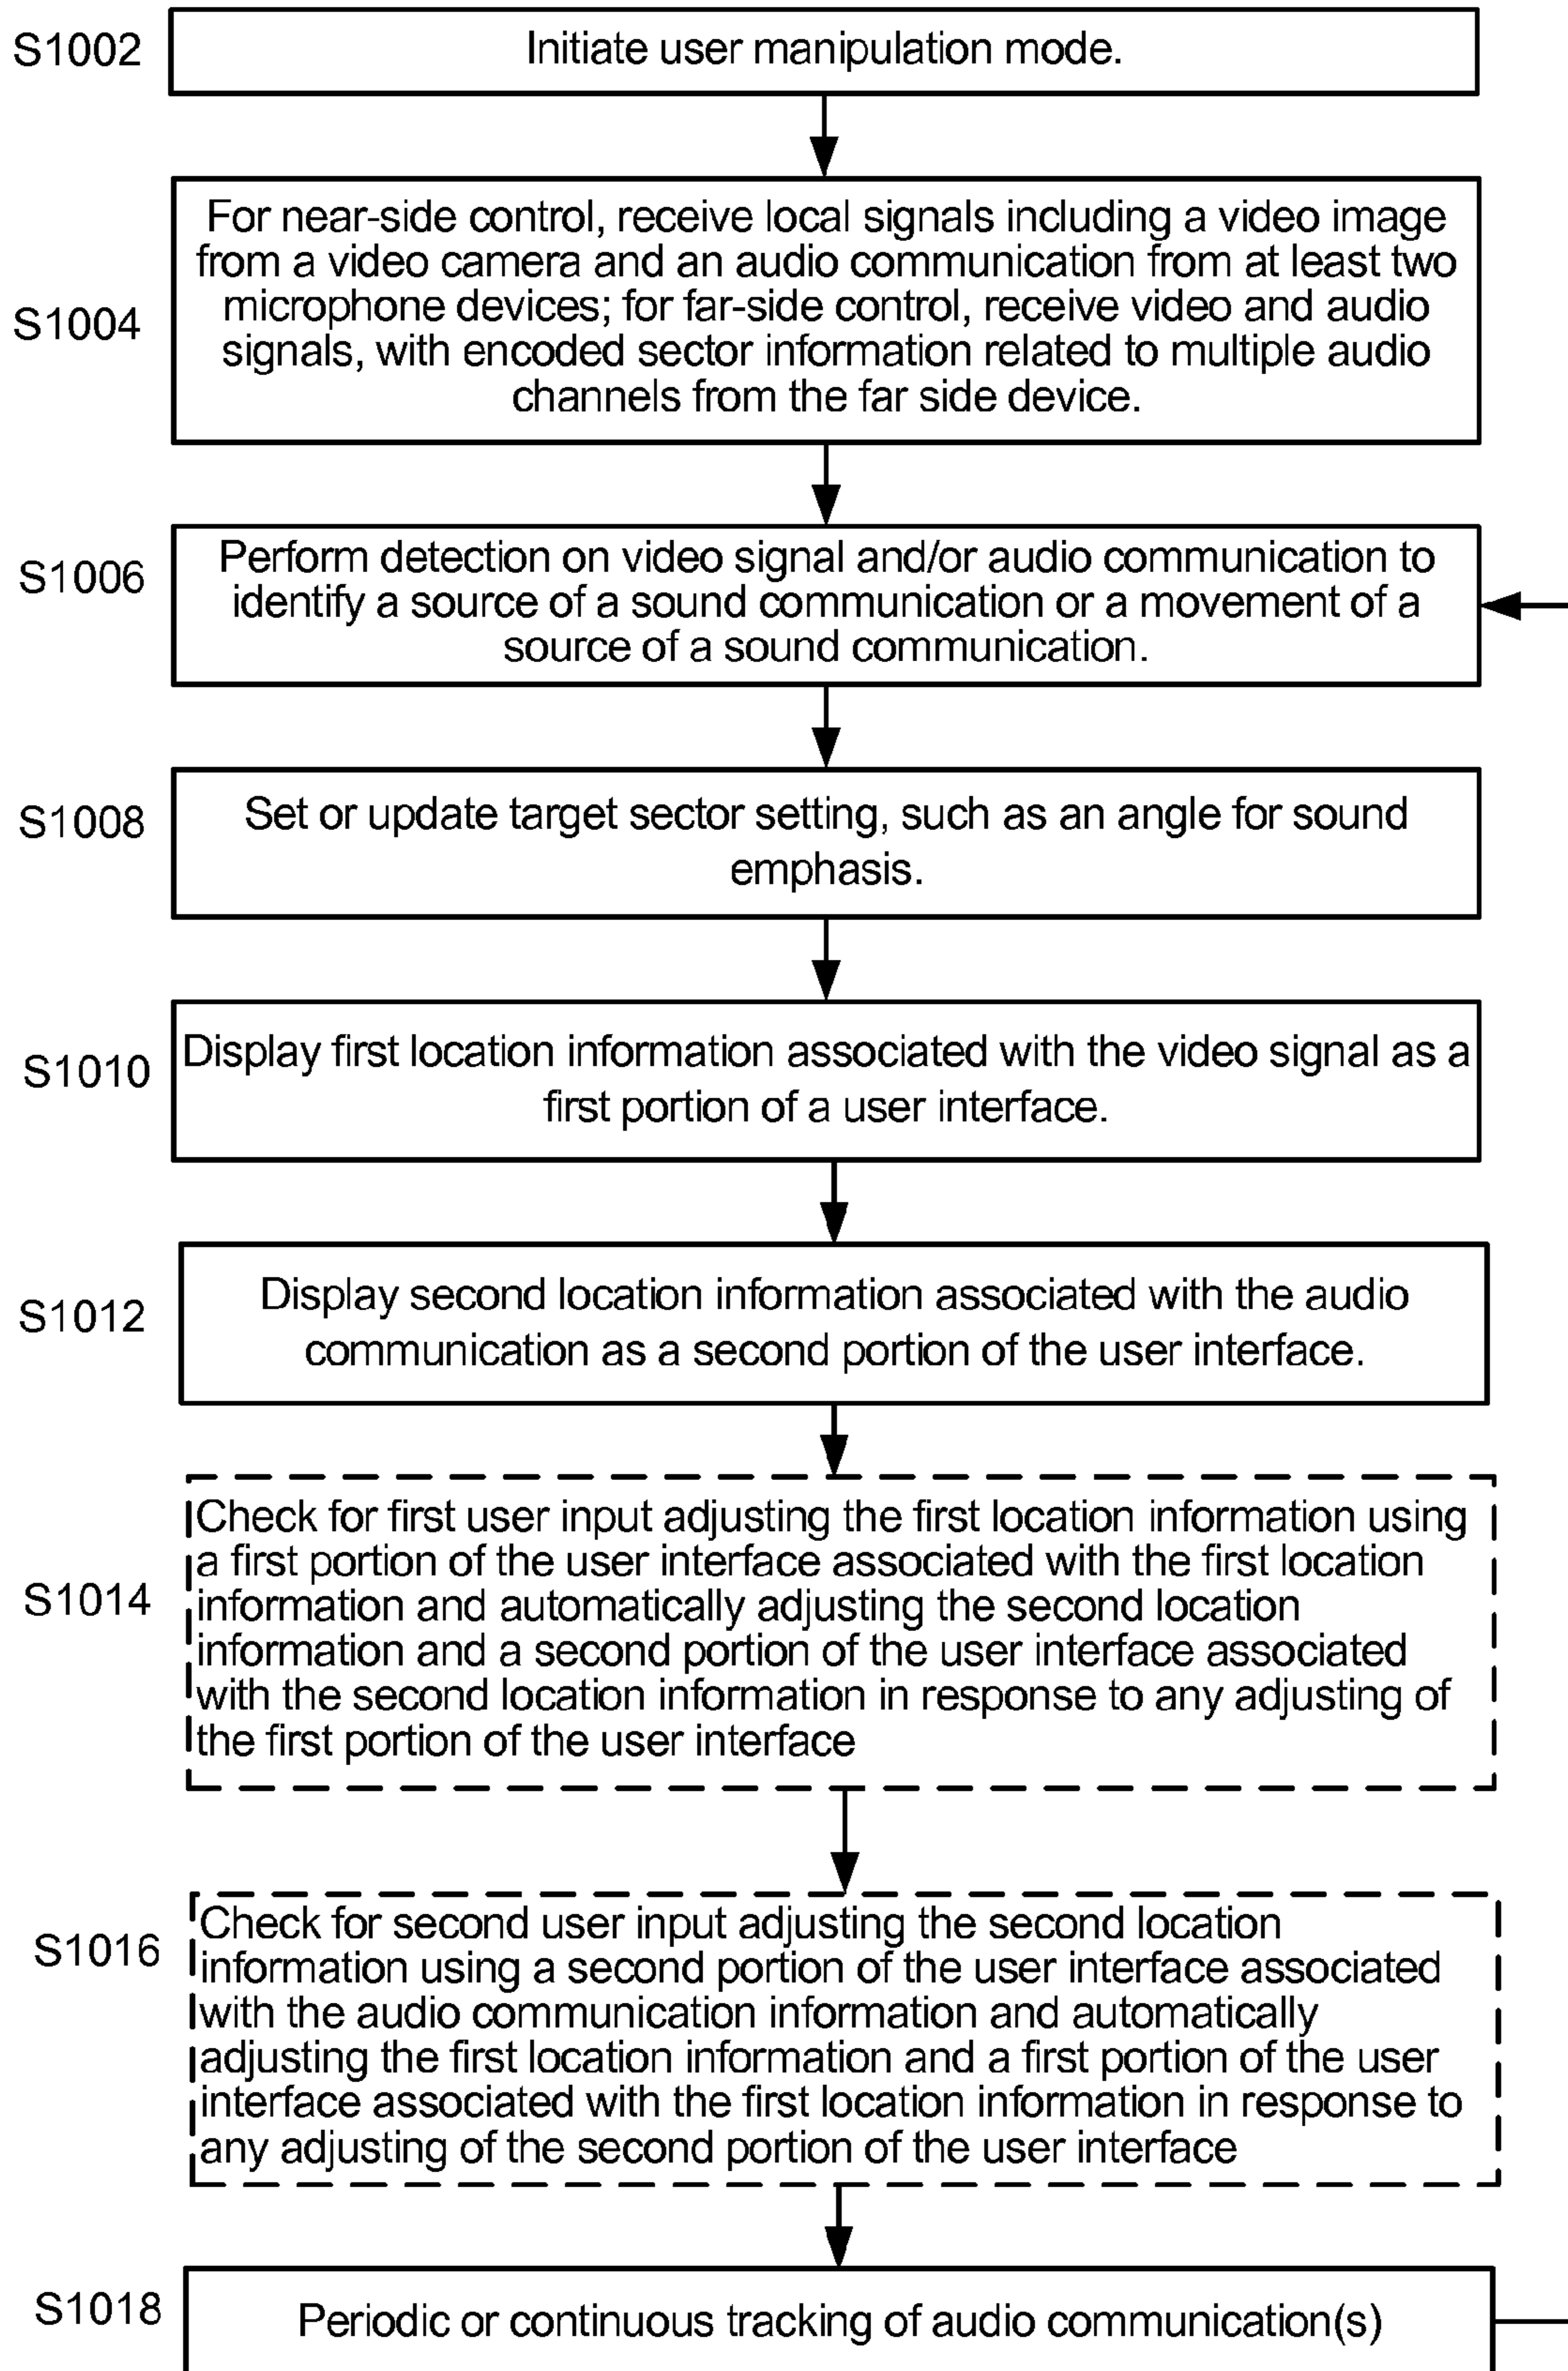 S1002
Initiate user manipulation mode.
S1004
For near-side control, receive local signals including a video image
from a video camera and an audio communication from at least two
microphone devices; for far-side control, receive video and audio
signals, with encoded sector information related to multiple audio
channels from the far side device.
S1006
Perform detection on video signal and/or audio communication to
identify a source of a sound communication or a movement of a
source of a sound communication.
S1008
Set or update target sector setting, such as an angle for sound
emphasis.
S1010
Display first location information associated with the video signal as a
first portion of a user interface.
S1012
Display second location information associated with the audio
communication as a second portion of the user interface.
S1014
Check for first user input adjusting the first location information using
a first portion of the user interface associated with the first location
information and automatically adjusting the second location
information and a second portion of the user interface associated
with the second location information in response to any adjusting of
the first portion of the user interface
S1016
Check for second user input adjusting the second location
information using a second portion of the user interface associated
with the audio communication information and automatically
adjusting the first location information and a first portion of the user
interface associated with the first location information in response to
any adjusting of the second portion of the user interface
S1018
Periodic or continuous tracking of audio communication(s)